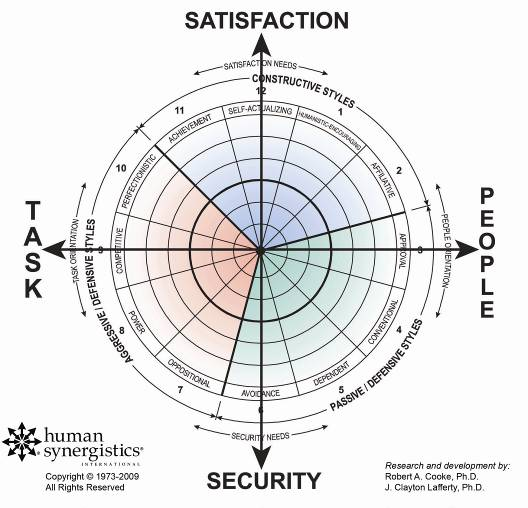 SATISFACTION
SATISFACTION NEEDS
CONSTRUCTIVE STYLES
12
11
SELF-ACTUALIZING
1
ACHIEVEMENT
HUMANISTIC-ENCOURAGING
10
PERFECTIONISTIC
AFFILIATIVE
2
TASK
TASK ORIENTATION
AGGRESSIVE / DEFENSIVE STYLES
9
COMPETITIVE
APPROVAL
3
PEOPLE ORIENTATION
PEOPLE
8
POWER
CONVENTIONAL
4
PASSIVE / DEFENSIVE STYLES
7
OPPOSITIONAL
AVOIDANCE
DEPENDENT
5
6
SECURITY NEEDS
SECURITY
human
synergistics®
INTERNATIONAL
Copyright © 1973-2009
All Rights Reserved
Research and development by:
Robert A. Cooke, Ph.D.
J. Clayton Lafferty, Ph.D.